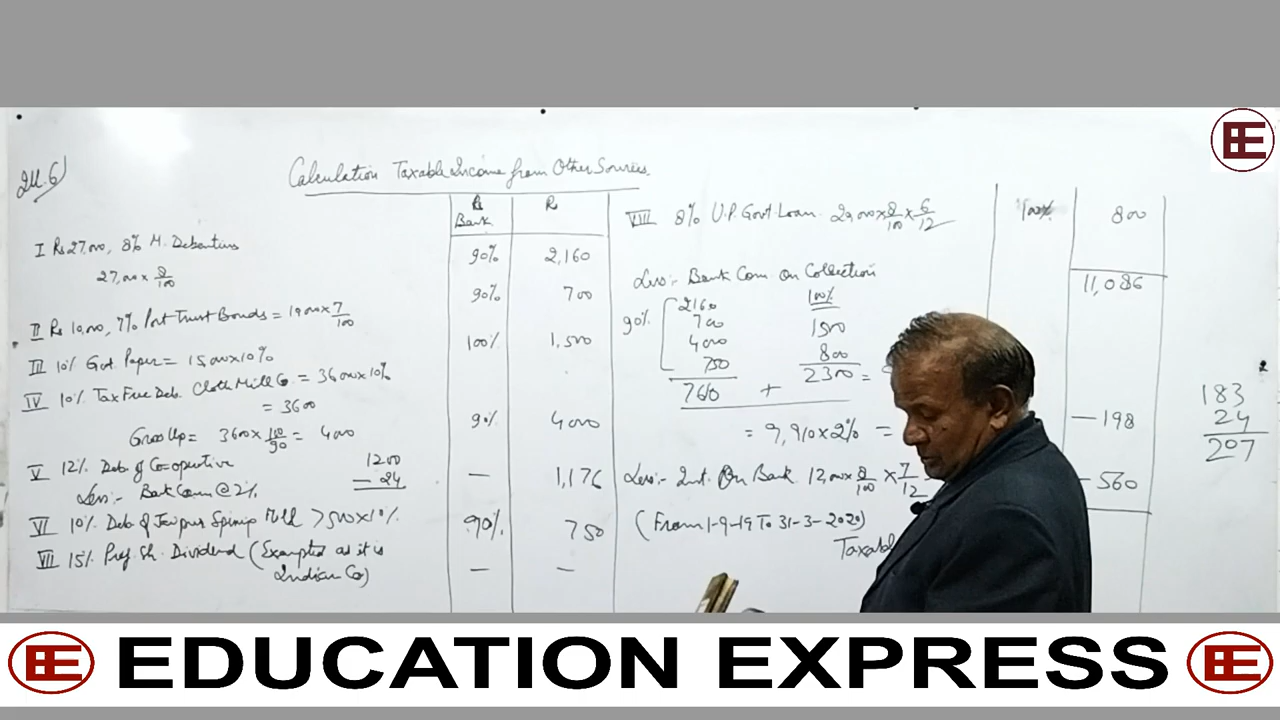 Ill. 6)
Calculation Taxable Income from Other Sources.
Rs Bank
Rs
I Rs 27,000, 8% M. Debentures
27,000 x 8/100
90%
2,160
II Rs 10,000, 7% Port Trust Bonds = 10,000 x 7/100
90%
700
III 10% Govt. Paper = 15,000 x 10%
100%
1,500
IV 10% Tax Free Deb. Cloth Mill Co. = 36,000 x 10%
= 3600
Gross Up = 3600 x 100/90 = 4000
90%
4000
V 12% Deb. of Co-operative
1200
Less:- Bank Com @ 2%
- 24
—
1,176
VI 10% Deb. of Jaipur Spinning Mill 7500 x 10%
90%
750
VII 15% Pref. Sh. Dividend (Exempted as it is
Indian Co)
—
—
VIII 8% U.P. Govt Loan. 20,000 x 8/100 x 6/12
100%
800
11,086
Less:- Bank Com. On Collection
90%
2160
700
4000
750
7610
+
100%
1500
800
2300 =
= 9,910 x 2% =
- 198
Less:- Int. On Bank 12,000 x 8/100 x 7/12
- 560
(From 1-9-19 To 31-3-2020)
Taxable
183
24
207
EE
EE EDUCATION EXPRESS EE